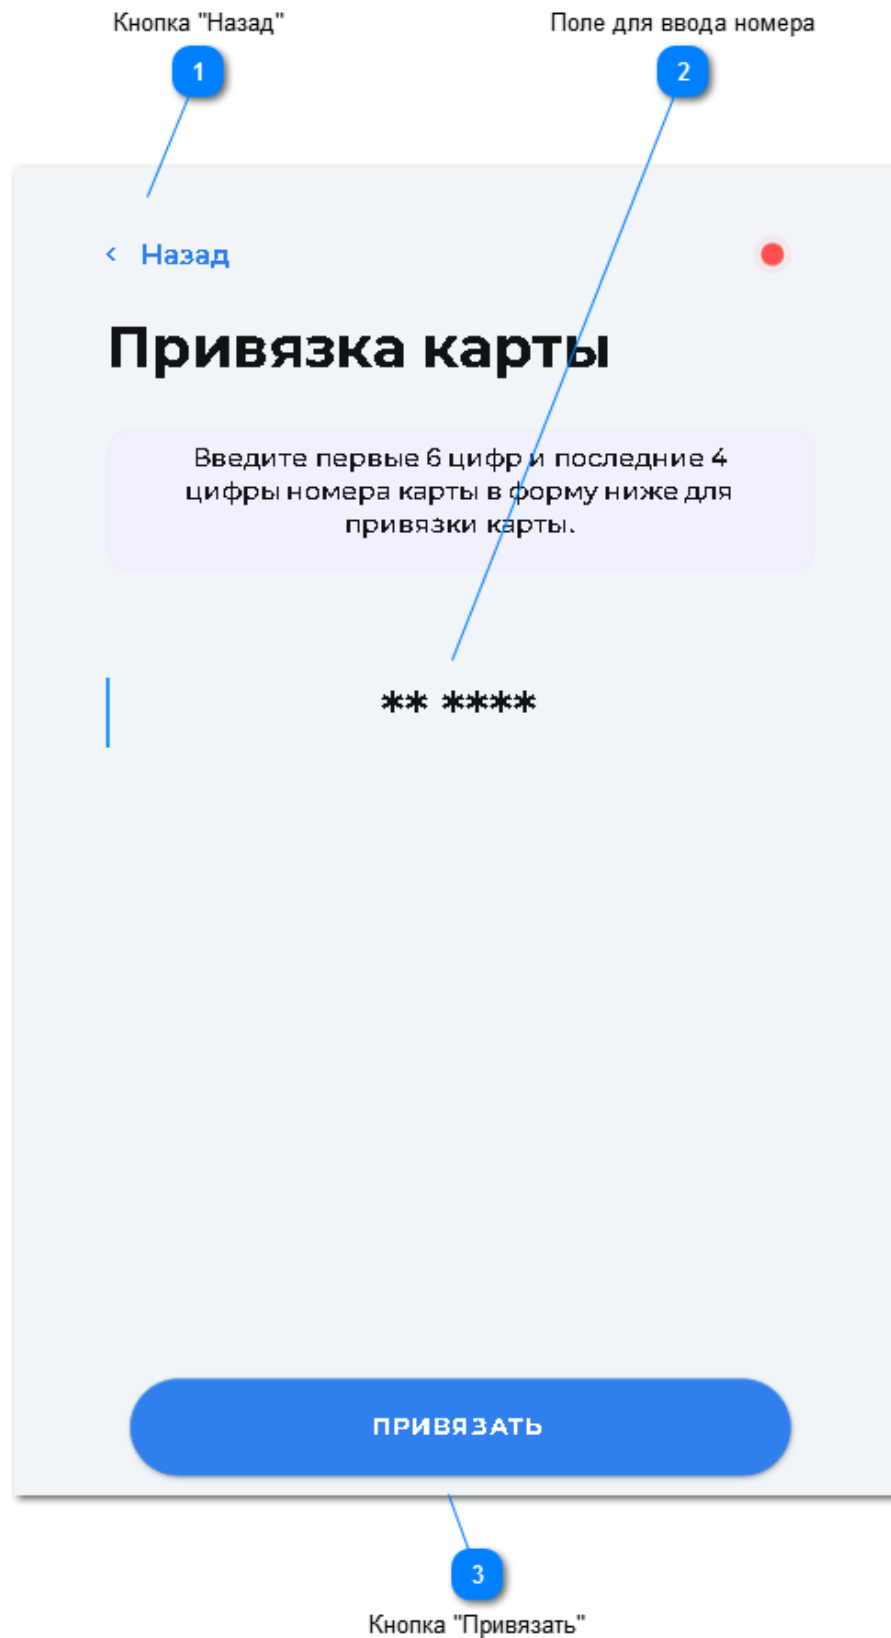 Кнопка "Назад"
Поле для ввода номера
1
2
< Назад
Привязка карты
Введите первые 6 цифр и последние 4
цифры номера карты в форму ниже для
привязки карты.
** ****
ПРИВЯЗАТЬ
3
Кнопка "Привязать"